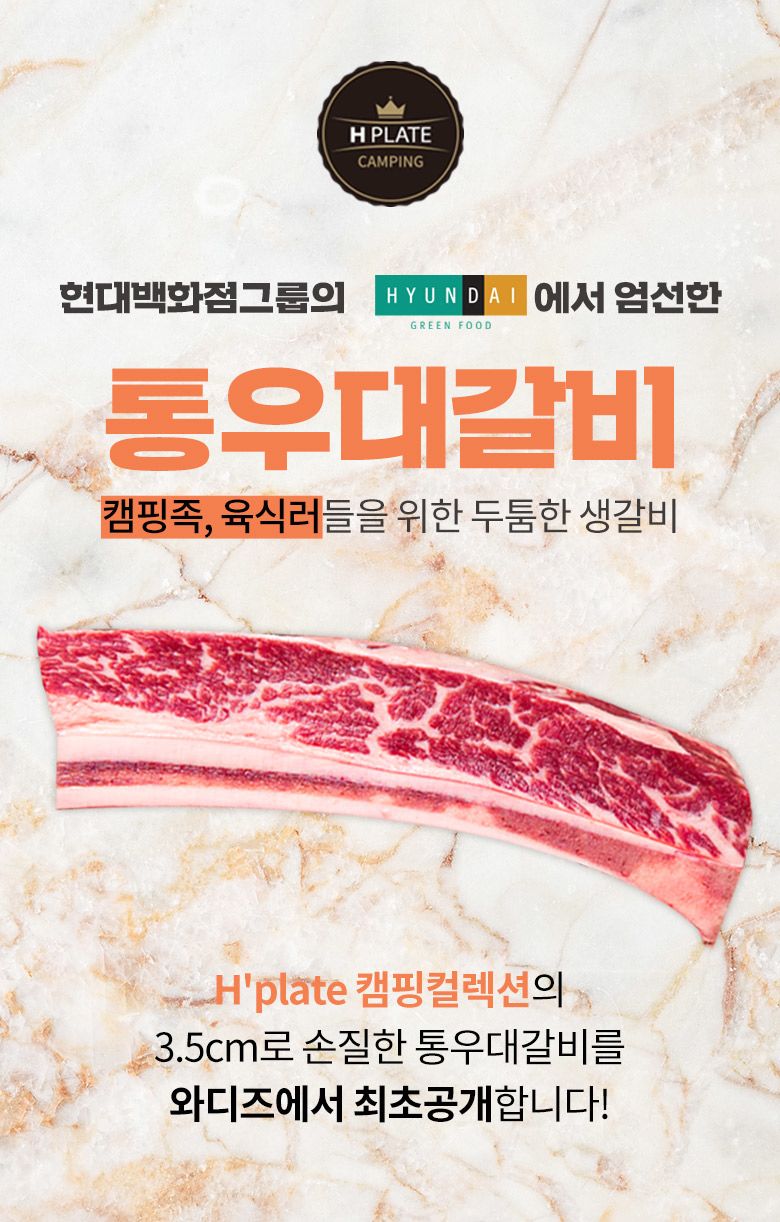 H PLATE
CAMPING
현대백화점그룹의 HYUNDAI 에서 엄선한
GREEN FOOD
통우대갈비
캠핑족, 육식러들을 위한 두툼한 생갈비
H'plate 캠핑컬렉션의
3.5cm로 손질한 통우대갈비를
와디즈에서 최초공개합니다!